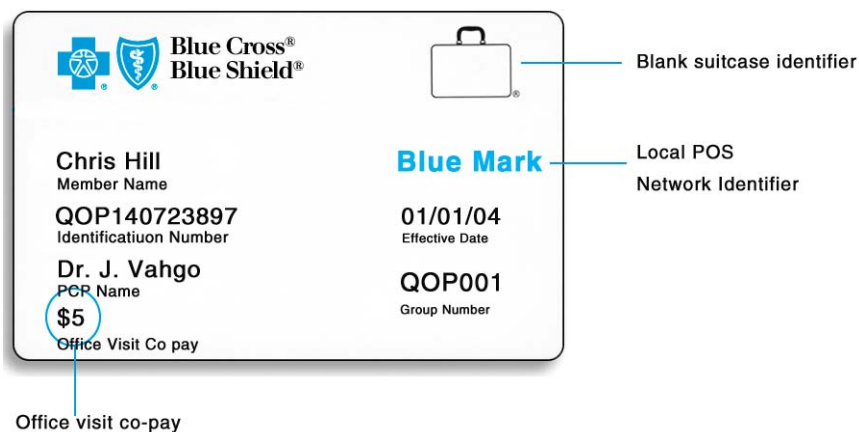 Blue Cross®
Blue Shield®
®
®
®
Blank suitcase identifier
Chris Hill
Member Name
Blue Mark
Local POS
Network Identifier
QOP140723897
Identificatiuon Number
01/01/04
Effective Date
Dr. J. Vahgo
PCP Name
QOP001
Group Number
$5
Office Visit Co pay
Office visit co-pay